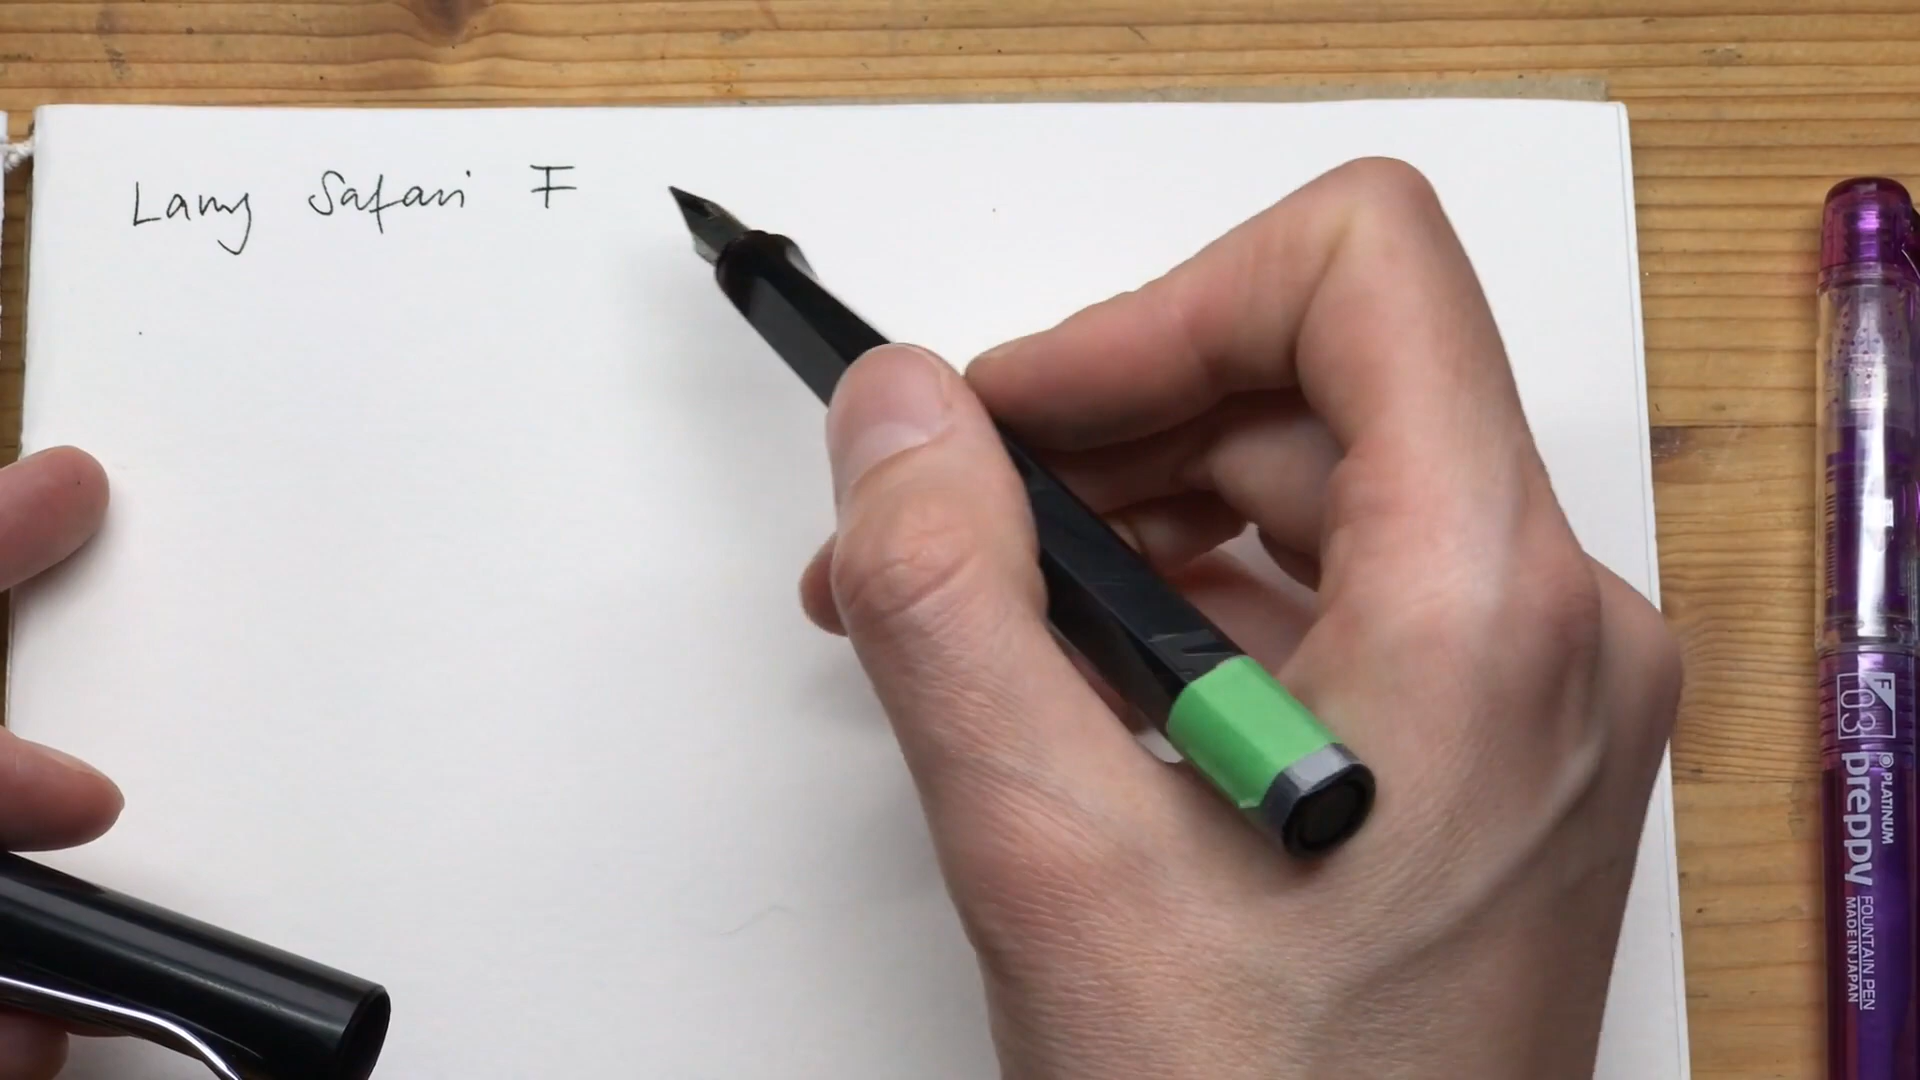 Lamy Safari F
F
03
PLATINUM
preppy
FOUNTAIN PEN
MADE IN JAPAN